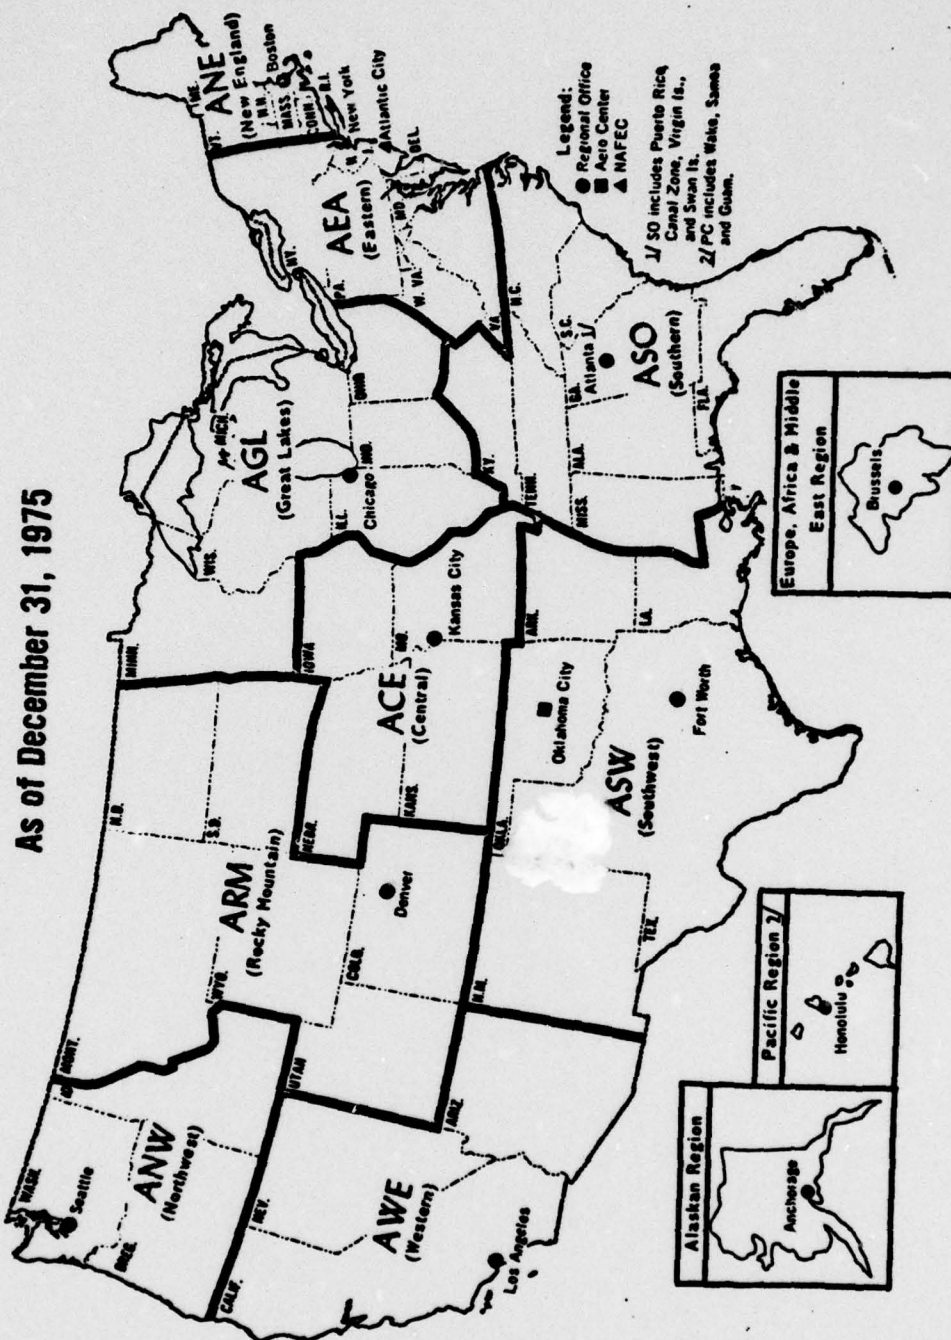 As of December 31, 1975
WASH.
Seattle
OREG.
ANW
(Northwest)
ID.
MONT.
WYO.
ARM
(Rocky Mountain)
N.D.
S.D.
NEBR.
COLO.
Denver
UTAH
NEV.
CALIF.
AWE
(Western)
Los Angeles
ARIZ.
N.M.
TEX.
OKLA.
Oklahoma City
ASW
(Southwest)
Fort Worth
ARK.
LA.
KANS.
ACE
(Central)
MO.
Kansas City
IOWA
MINN.
WIS.
MICH.
AGL
(Great Lakes)
ILL.
Chicago
IND.
OHIO
KY.
TENN.
MISS.
ALA.
GA.
Atlanta 1/
S.C.
N.C.
ASO
(Southern)
FLA.
VA.
W. VA.
MD.
DEL.
PA.
N.Y.
AEA
(Eastern)
N.J.
New York
Atlantic City
VT.
ME.
ANE
(New England)
N.H.
Boston
MASS.
CONN.
R.I.
Legend:
Regional Office
Aero Center
NAFEC
1/ SO includes Puerto Rico,
Canal Zone, Virgin Is.,
and Swan Is.
2/ PC includes Wake, Samoa
and Guam.
Alaskan Region
Anchorage
Pacific Region 2/
Honolulu
Europe, Africa & Middle
East Region
Brussels